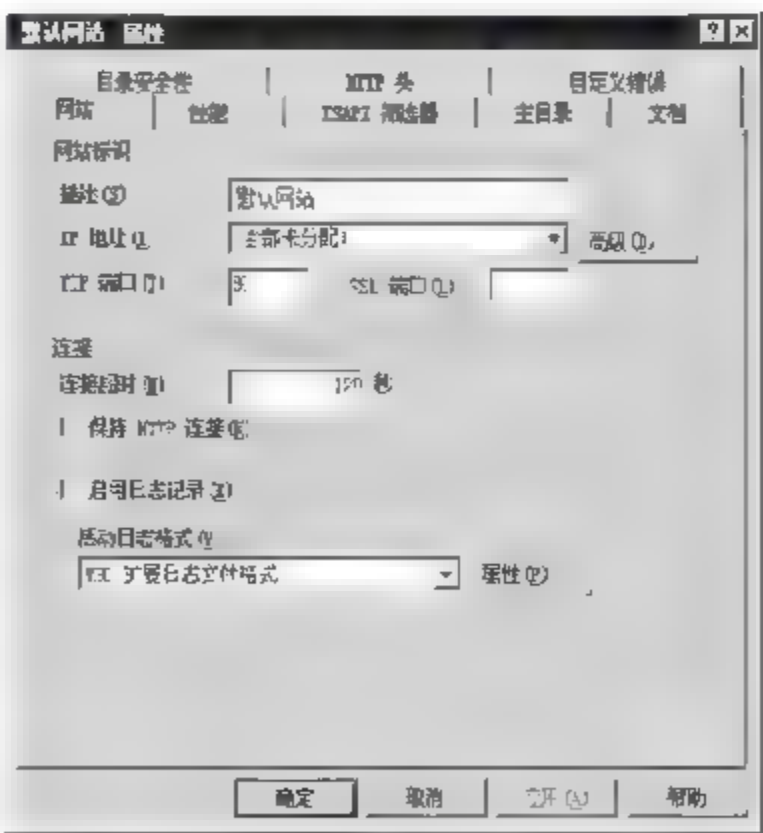 默认网站 属性
目录安全性 HTTP 头 自定义错误
网站 性能 ISAPI 筛选器 主目录 文档
网站标识
描述(S) 默认网站
IP 地址(I) (全部未分配) 高级(D)
TCP 端口(T) 80 SSL 端口(L)
连接
连接超时(N) 120 秒
保持 HTTP 连接(K)
启用日志记录(E)
活动日志格式(V)
W3C 扩展日志文件格式 属性(P)
确定 取消 (A) 帮助